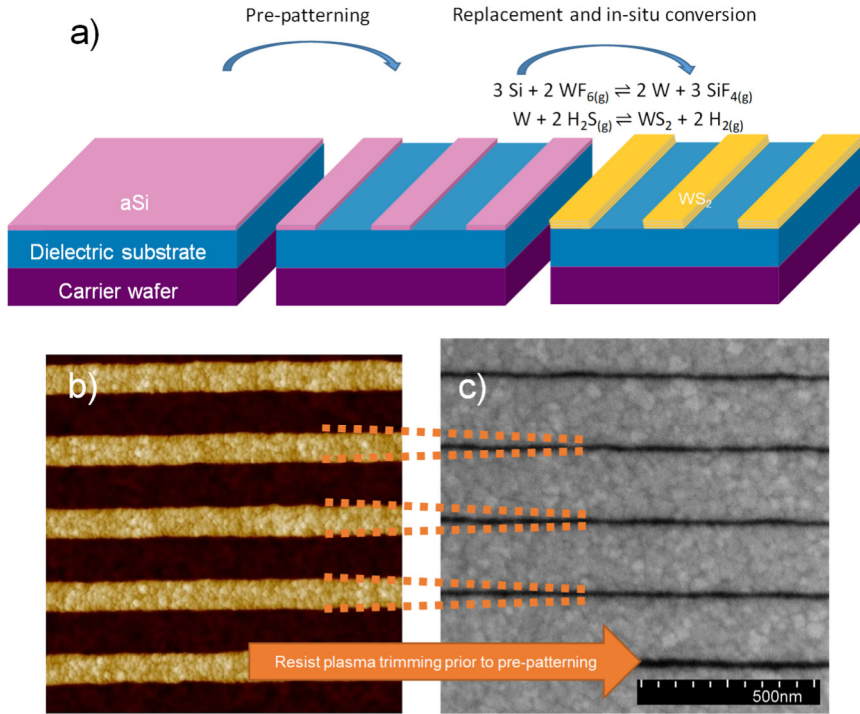 a)
Pre-patterning
Replacement and in-situ conversion
3 Si + 2 WF6(g) ⇌ 2 W + 3 SiF4(g)
W + 2 H2S(g) ⇌ WS2 + 2 H2(g)
aSi
WS2
Dielectric substrate
Carrier wafer
b)
c)
Resist plasma trimming prior to pre-patterning
500nm